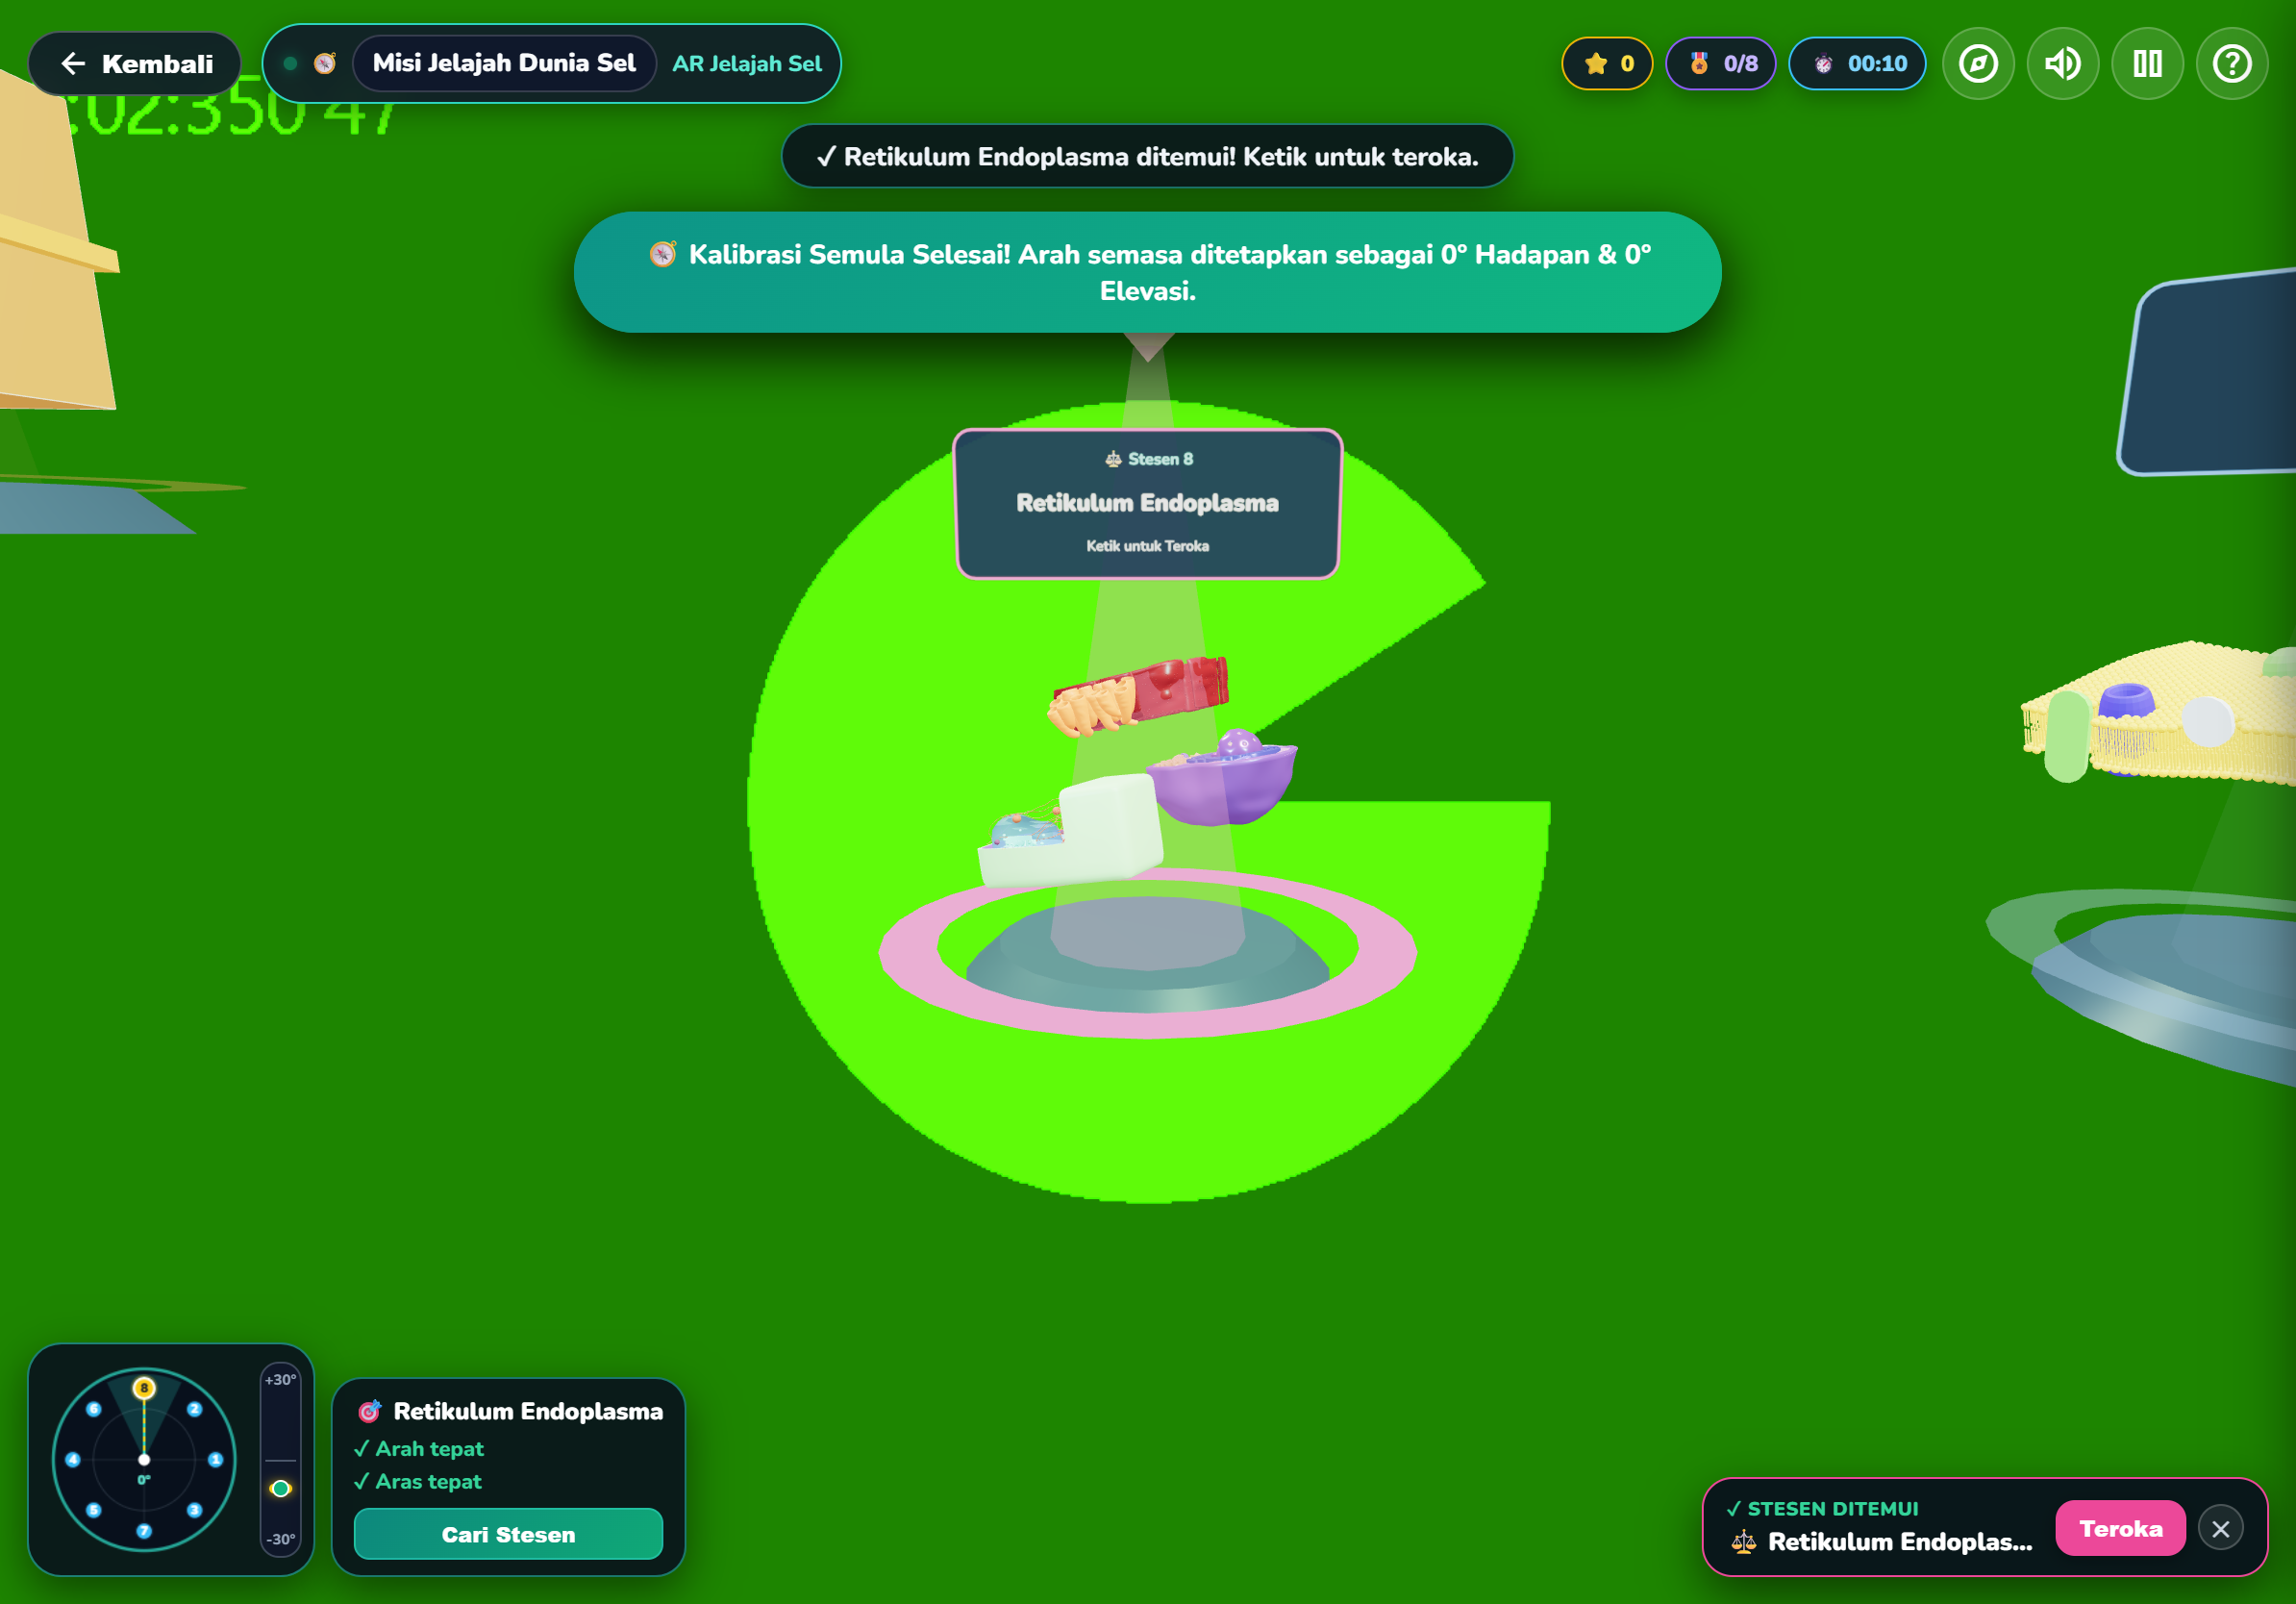 Kembali
Misi Jelajah Dunia Sel
AR Jelajah Sel
0
0/8
00:10
:02:350 47
✓ Retikulum Endoplasma ditemui! Ketik untuk teroka.
Kalibrasi Semula Selesai! Arah semasa ditetapkan sebagai 0° Hadapan & 0°
Elevasi.
Stesen 8
Retikulum Endoplasma
Ketik untuk Teroka
8
6
2
4
1
0°
5
3
7
+30°
-30°
Retikulum Endoplasma
✓ Arah tepat
✓ Aras tepat
Cari Stesen
✓ STESEN DITEMUI
Retikulum Endoplas...
Teroka